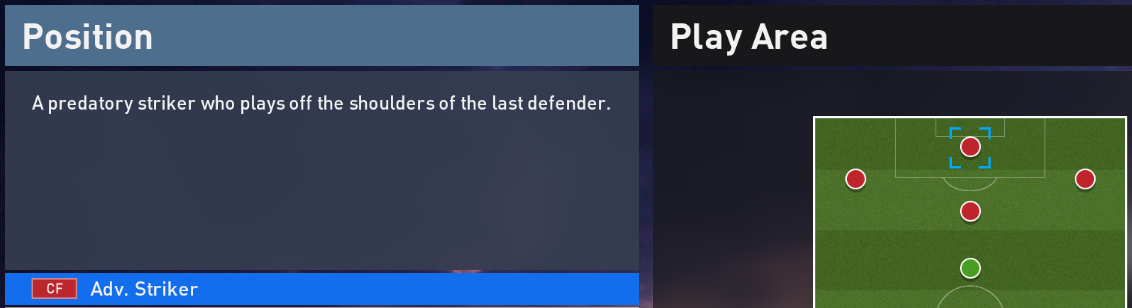 Position
Play Area
A predatory striker who plays off the shoulders of the last defender.
CF Adv. Striker